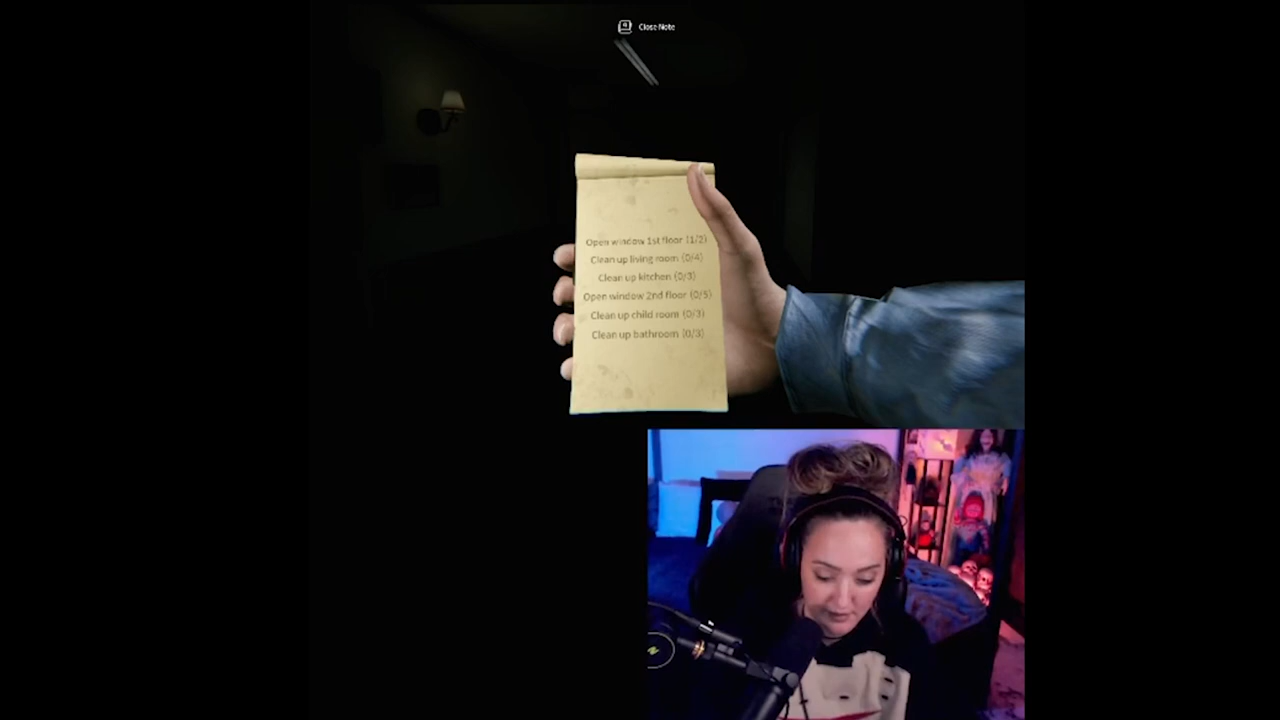 Close Note
Open window 1st floor (1/2)
Clean up living room (0/4)
Clean up kitchen (0/3)
Open window 2nd floor (0/5)
Clean up child room (0/3)
Clean up bathroom (0/3)